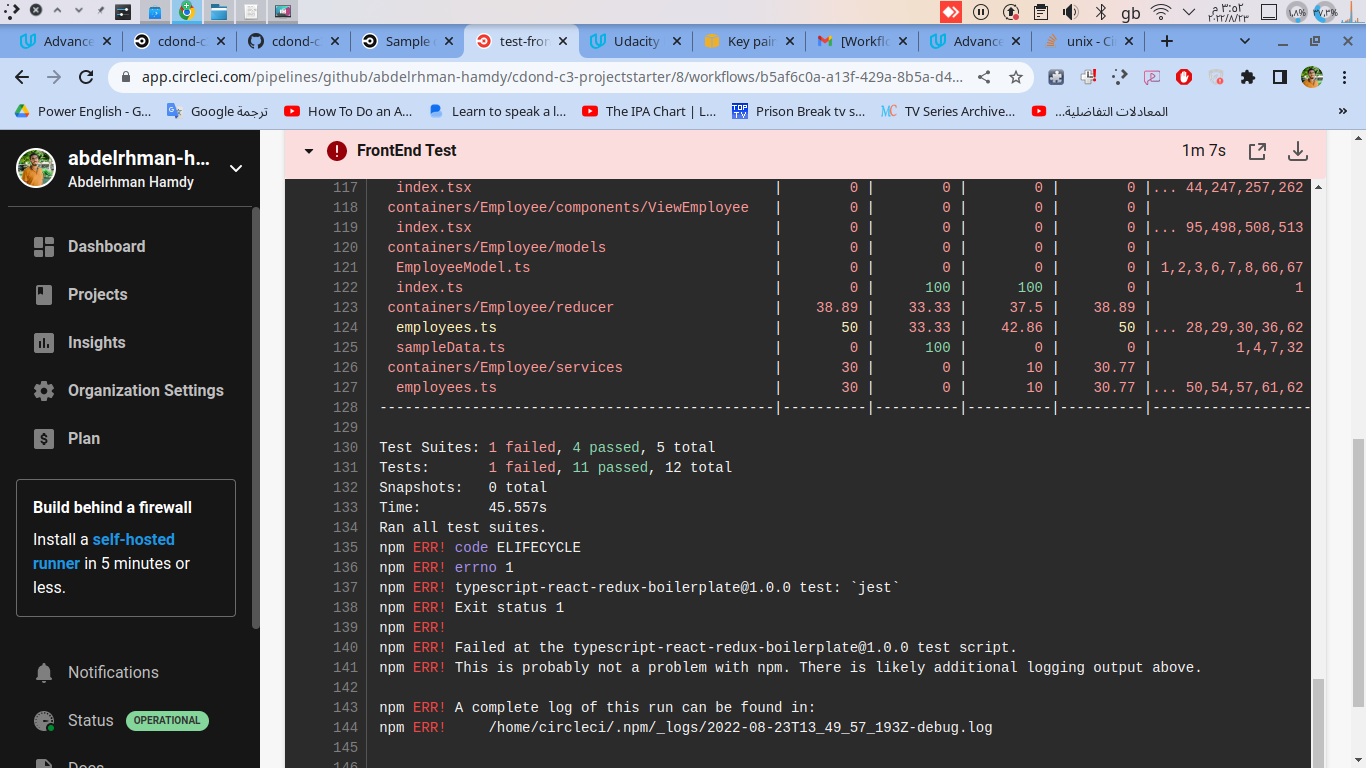 gb
٣:٥٢ م
٢٠٢٢/٨/٢٣
١,٨%
٣٧,٣%
Advance
cdond-c
cdond-c
Sample
test-fron
Udacity
Key pair
[Workfl
Advance
unix - Ci
app.circleci.com/pipelines/github/abdelrhman-hamdy/cdond-c3-projectstarter/8/workflows/b5af6c0a-a13f-429a-8b5a-d4...
Power English - G...
Google ترجمة
How To Do an A...
Learn to speak a l...
The IPA Chart | L...
TOP TV
Prison Break tv s...
MC
TV Series Archive...
المعادلات التفاضلية...
»
abdelrhman-h...
Abdelrhman Hamdy
Dashboard
Projects
Insights
Organization Settings
Plan
Build behind a firewall
Install a self-hosted
runner in 5 minutes or
less.
Notifications
Status OPERATIONAL
Docs
FrontEnd Test 1m 7s
117 index.tsx | 0 | 0 | 0 | 0 |... 44,247,257,262
118 containers/Employee/components/ViewEmployee | 0 | 0 | 0 | 0 |
119 index.tsx | 0 | 0 | 0 | 0 |... 95,498,508,513
120 containers/Employee/models | 0 | 0 | 0 | 0 |
121 EmployeeModel.ts | 0 | 0 | 0 | 0 | 1,2,3,6,7,8,66,67
122 index.ts | 0 | 100 | 100 | 0 | 1
123 containers/Employee/reducer | 38.89 | 33.33 | 37.5 | 38.89 |
124 employees.ts | 50 | 33.33 | 42.86 | 50 |... 28,29,30,36,62
125 sampleData.ts | 0 | 100 | 0 | 0 | 1,4,7,32
126 containers/Employee/services | 30 | 0 | 10 | 30.77 |
127 employees.ts | 30 | 0 | 10 | 30.77 |... 50,54,57,61,62
128 -----------------------------------------------|----------|----------|----------|----------|-------------------
129
130 Test Suites: 1 failed, 4 passed, 5 total
131 Tests: 1 failed, 11 passed, 12 total
132 Snapshots: 0 total
133 Time: 45.557s
134 Ran all test suites.
135 npm ERR! code ELIFECYCLE
136 npm ERR! errno 1
137 npm ERR! typescript-react-redux-boilerplate@1.0.0 test: `jest`
138 npm ERR! Exit status 1
139 npm ERR!
140 npm ERR! Failed at the typescript-react-redux-boilerplate@1.0.0 test script.
141 npm ERR! This is probably not a problem with npm. There is likely additional logging output above.
142
143 npm ERR! A complete log of this run can be found in:
144 npm ERR! /home/circleci/.npm/_logs/2022-08-23T13_49_57_193Z-debug.log
145
146